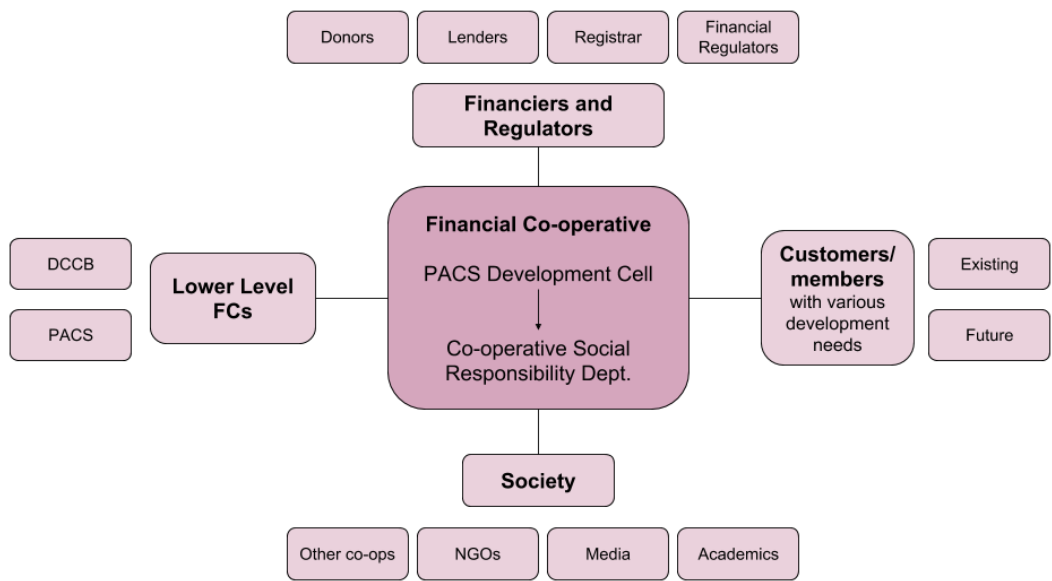 Donors
Lenders
Registrar
Financial
Regulators
Financiers and
Regulators
Financial Co-operative
PACS Development Cell
Co-operative Social
Responsibility Dept.
DCCB
PACS
Lower Level
FCs
Customers/
members
with various
development
needs
Existing
Future
Society
Other co-ops
NGOs
Media
Academics